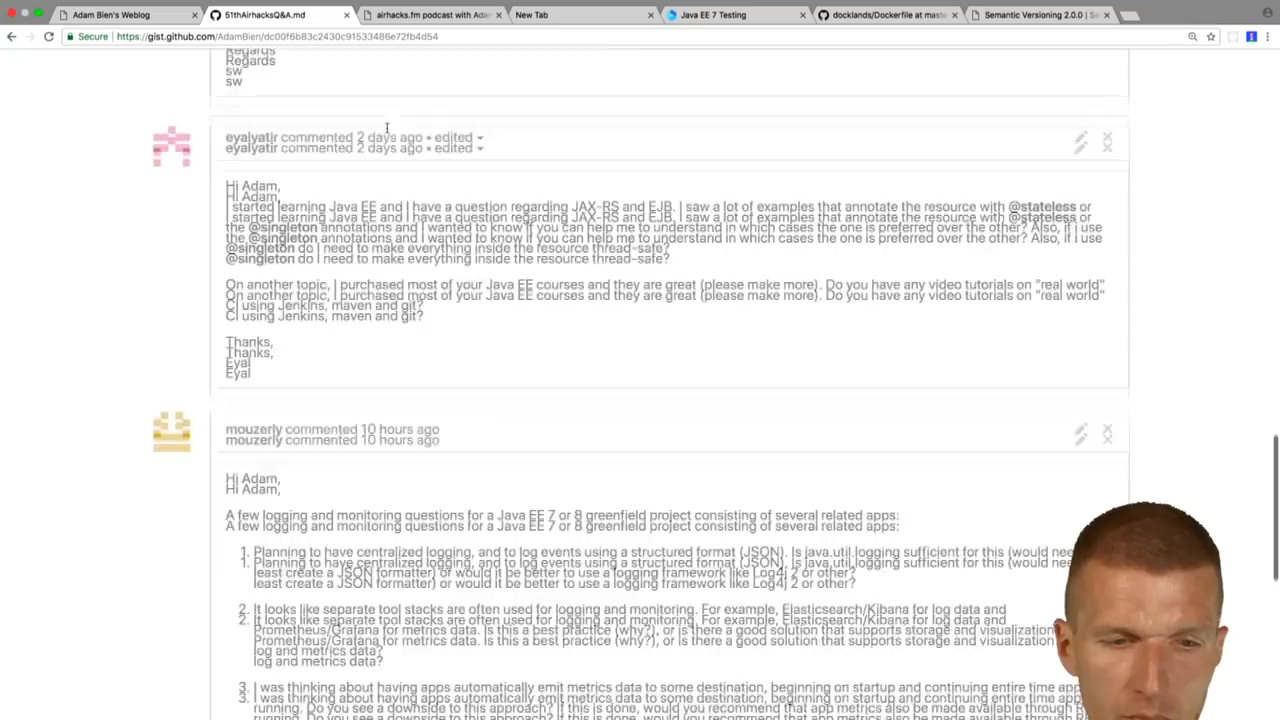 Adam Bien's Weblog
51thAirhacksQ&A.md
airhacks.fm podcast with Ada
New Tab
Java EE 7 Testing
docklands/Dockerfile at mast
Semantic Versioning 2.0.0 | Se
Secure | https://gist.github.com/AdamBien/dc00f6b83c2430c91533486e72fb4d54
Regards
sw
eyalyatir commented 2 days ago • edited
Hi Adam,
I started learning Java EE and I have a question regarding JAX-RS and EJB. I saw a lot of examples that annotate the resource with @stateless or
the @singleton annotations and I wanted to know if you can help me to understand in which cases the one is preferred over the other? Also, if i use
@singleton do I need to make everything inside the resource thread-safe?
On another topic, I purchased most of your Java EE courses and they are great (please make more). Do you have any video tutorials on "real world"
CI using Jenkins, maven and git?
Thanks,
Eyal
mouzerly commented 10 hours ago
Hi Adam,
A few logging and monitoring questions for a Java EE 7 or 8 greenfield project consisting of several related apps:
1. Planning to have centralized logging, and to log events using a structured format (JSON). Is java.util.logging sufficient for this (would need
least create a JSON formatter) or would it be better to use a logging framework like Log4j 2 or other?
2. It looks like separate tool stacks are often used for logging and monitoring. For example, Elasticsearch/Kibana for log data and
Prometheus/Grafana for metrics data. Is this a best practice (why?), or is there a good solution that supports storage and visualization
log and metrics data?
3. I was thinking about having apps automatically emit metrics data to some destination, beginning on startup and continuing entire time app
running. Do you see a downside to this approach? If this is done, would you recommend that app metrics also be made available through